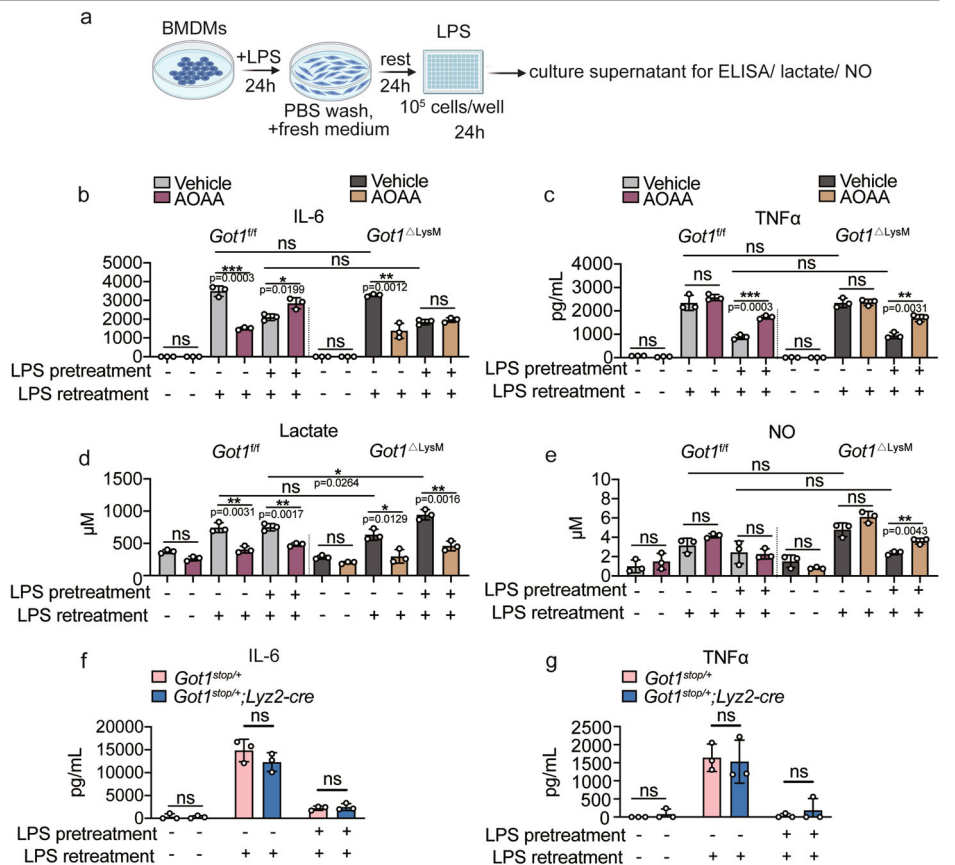 a
BMDMs
+LPS
24h
PBS wash,
+fresh medium
rest
24h
LPS
10⁵ cells/well
24h
culture supernatant for ELISA/ lactate/ NO
b
Vehicle
AOAA
Vehicle
AOAA
IL-6
Got1f/f
Got1△LysM
ns
ns
*** p=0.0003
* p=0.0199
** p=0.0012
ns
ns
ns
5000
4000
3000
2000
1000
0
LPS pretreatment - - - - + + - - - - + +
LPS retreatment - - + + + + - - + + + +
c
Vehicle
AOAA
Vehicle
AOAA
TNFα
Got1f/f
Got1△LysM
ns
ns
ns
*** p=0.0003
ns
** p=0.0031
ns
ns
pg/mL
4000
3000
2000
1000
0
LPS pretreatment - - - - + + - - - - + +
LPS retreatment - - + + + + - - + + + +
d
Lactate
Got1f/f
Got1△LysM
* p=0.0264
ns
** p=0.0031
** p=0.0017
* p=0.0129
** p=0.0016
ns
ns
µM
1500
1000
500
0
LPS pretreatment - - - - + + - - - - + +
LPS retreatment - - + + + + - - + + + +
e
NO
Got1f/f
Got1△LysM
ns
ns
ns
ns
ns
ns
ns
** p=0.0043
µM
10
8
6
4
2
0
LPS pretreatment - - - - + + - - - - + +
LPS retreatment - - + + + + - - + + + +
f
IL-6
Got1stop/+
Got1stop/+;Lyz2-cre
ns
ns
ns
pg/mL
20000
15000
10000
5000
0
LPS pretreatment - - - - + +
LPS retreatment - - + + + +
g
TNFα
Got1stop/+
Got1stop/+;Lyz2-cre
ns
ns
ns
pg/mL
2500
2000
1500
1000
500
0
LPS pretreatment - - - - + +
LPS retreatment - - + + + +